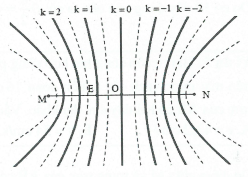 k = 2 k = 1 k = 0 k = -1 k = -2
M E O N